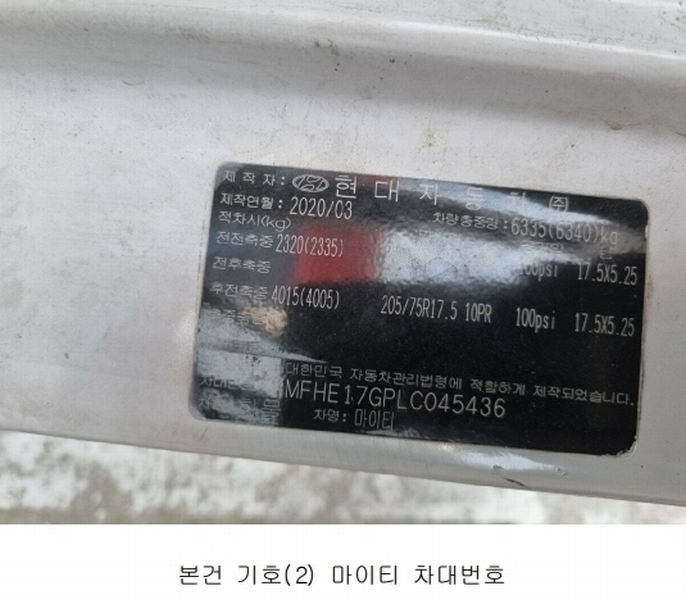 제 작 자: 현 대 자 동 차 ㈜
제작연월: 2020/03
차량총중량: 6335(6340)kg
적차시(kg)
전전축중 2320(2335) 17.5X5.25
전후축중
후전축중 4015(4005) 205/75R17.5 10PR 100psi 17.5X5.25
대한민국 자동차관리법령에 적합하게 제작되었습니다.
MFHE17GPLC045436
차명: 마이티
본건 기호(2) 마이티 차대번호